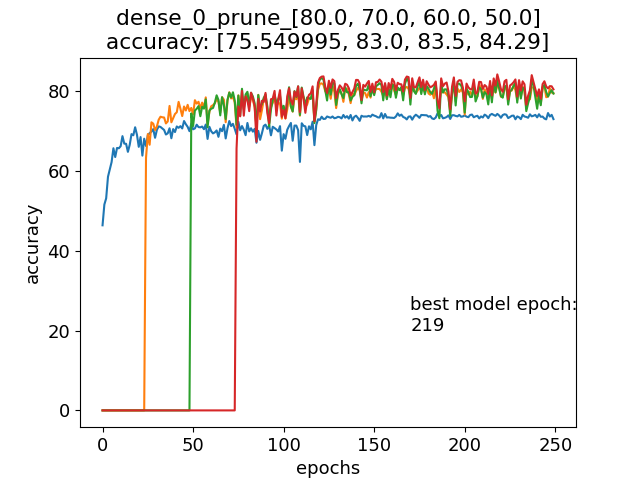 dense_0_prune_[80.0, 70.0, 60.0, 50.0]
accuracy: [75.549995, 83.0, 83.5, 84.29]
80
60
40
20
0
accuracy
best model epoch:
219
0 50 100 150 200 250
epochs